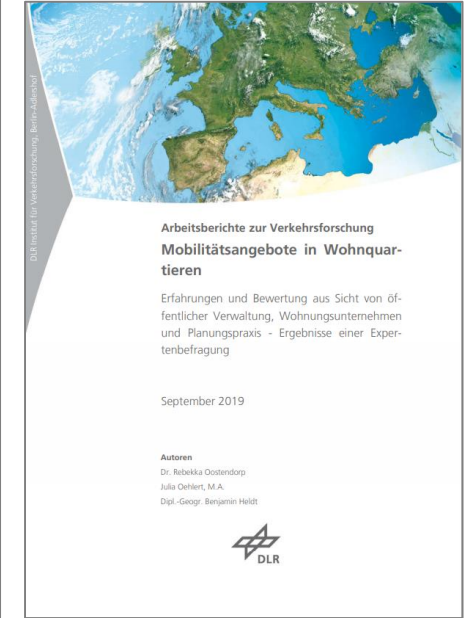 DLR Institut für Verkehrsforschung, Berlin-Adlershof
Arbeitsberichte zur Verkehrsforschung
Mobilitätsangebote in Wohnquar-
tieren
Erfahrungen und Bewertung aus Sicht von öf-
fentlicher Verwaltung, Wohnungsunternehmen
und Planungspraxis - Ergebnisse einer Exper-
tenbefragung
September 2019
Autoren
Dr. Rebekka Oostendorp
Julia Oehlert, M.A.
Dipl.-Geogr. Benjamin Heldt
DLR